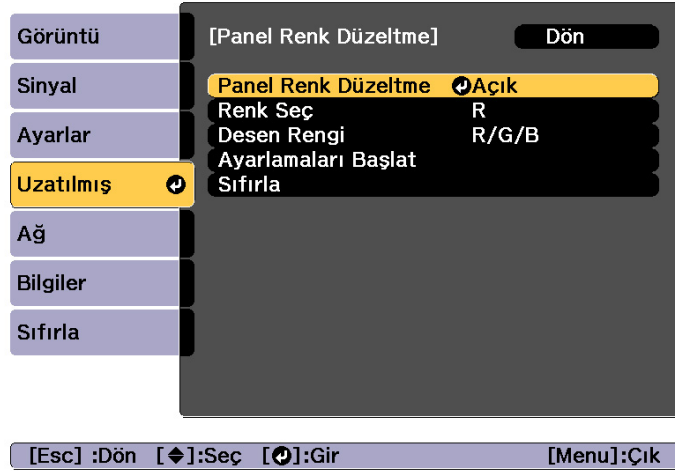 Görüntü
Sinyal
Ayarlar
Uzatılmış
Ağ
Bilgiler
Sıfırla
[Panel Renk Düzeltme] Dön
Panel Renk Düzeltme Açık
Renk Seç R
Desen Rengi R/G/B
Ayarlamaları Başlat
Sıfırla
[Esc] :Dön [◆]:Seç [↵]:Gir [Menu]:Çık